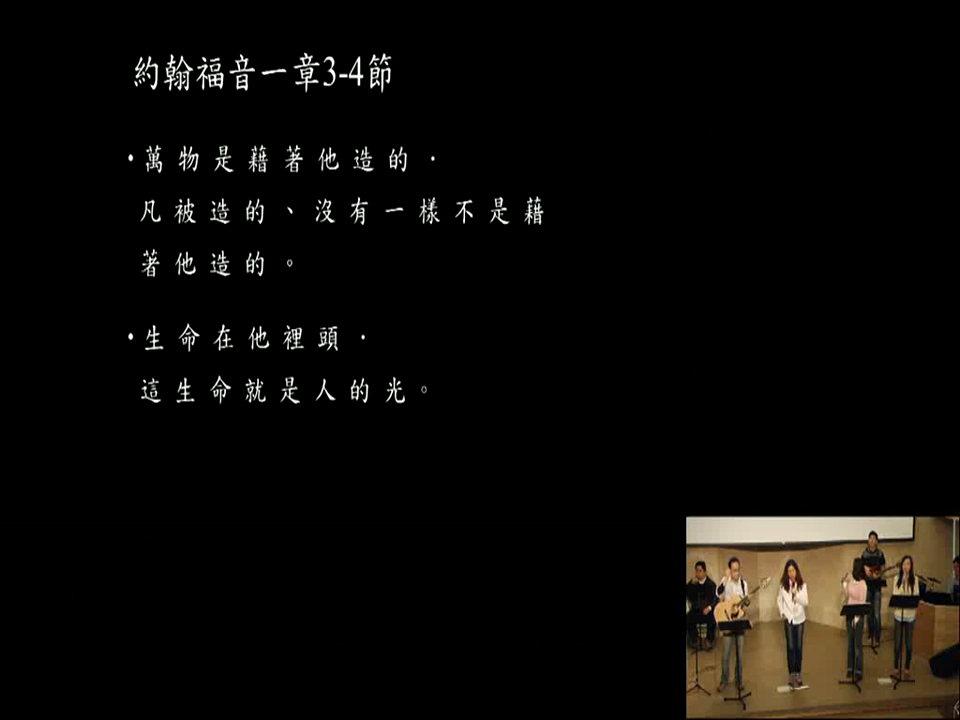 約翰福音一章3-4節
•萬物是藉著他造的．
凡被造的、沒有一樣不是藉
著他造的。
•生命在他裡頭．
這生命就是人的光。